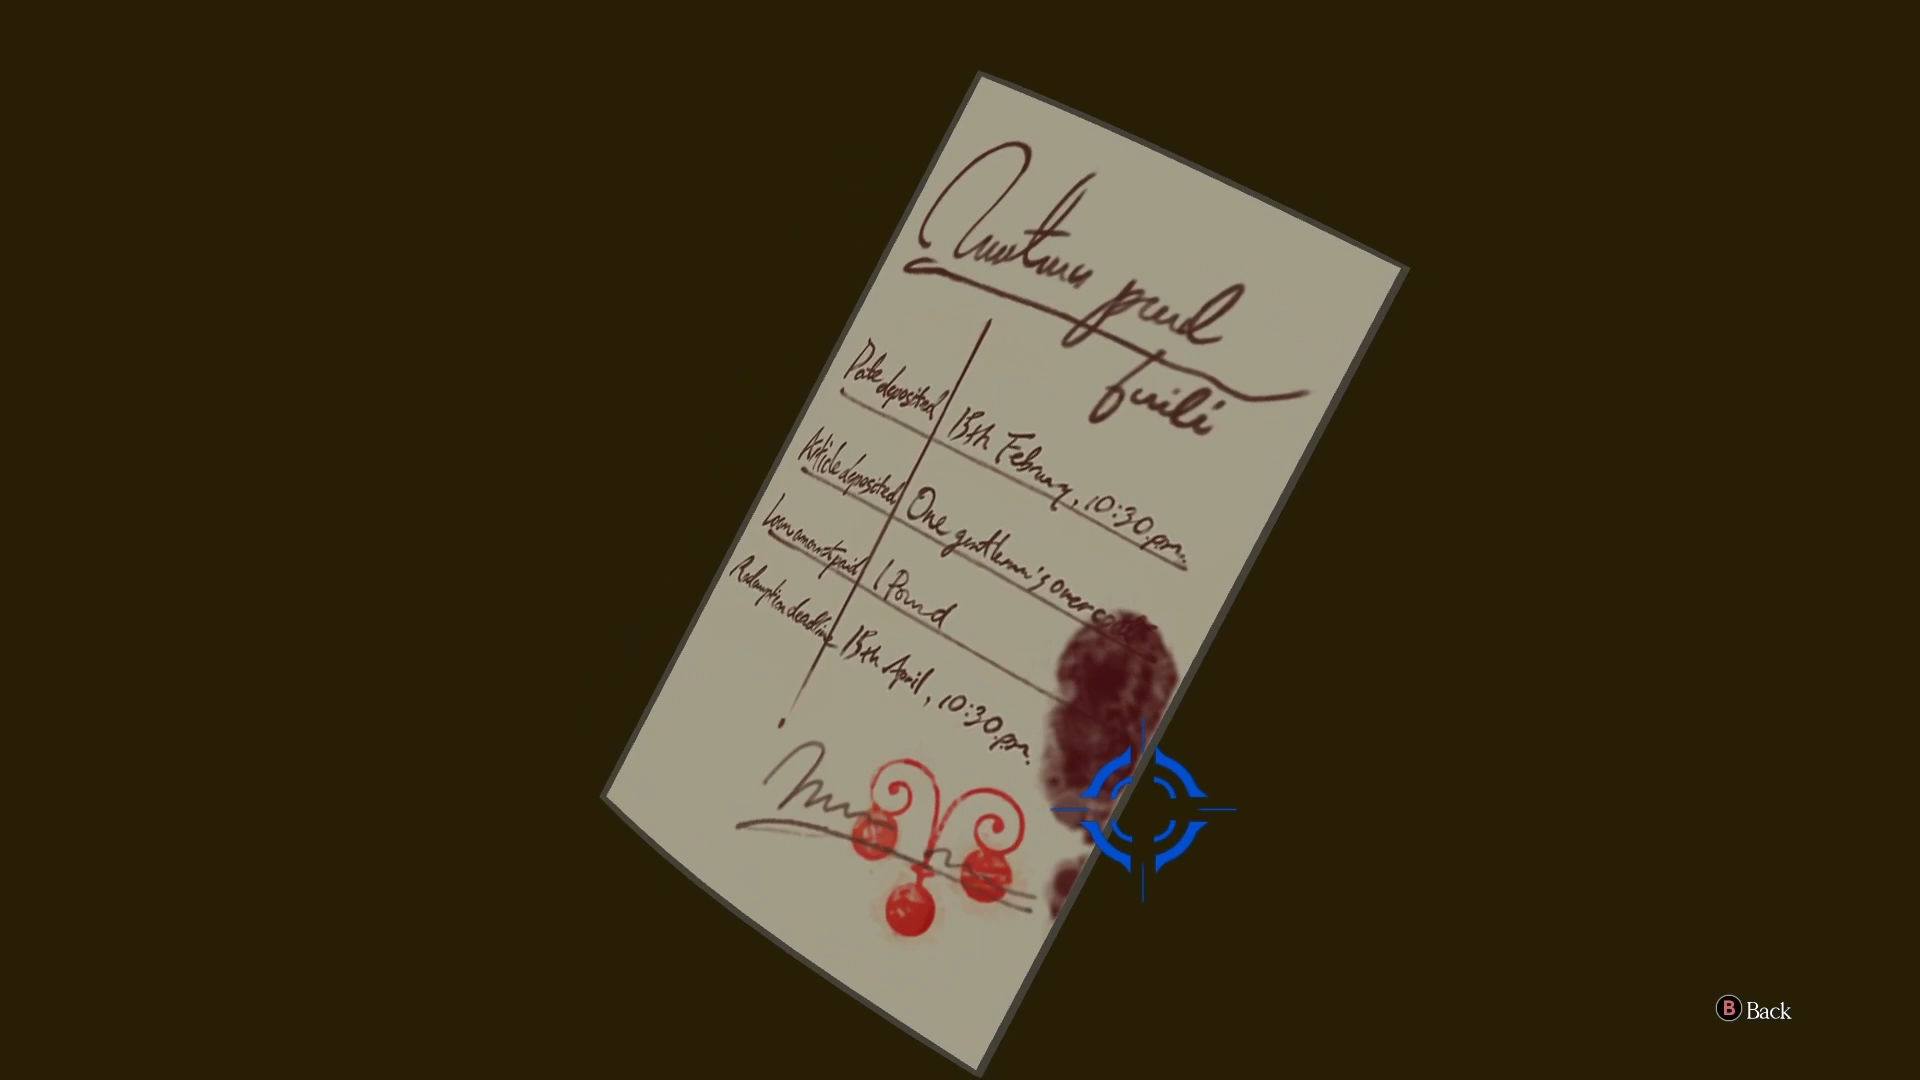 Date deposited 15th February, 10:30 p.m.
Article deposited One gentleman's overcoat
Loan amount paid 1 Pound
Redemption deadline 15th April, 10:30 p.m.
B Back